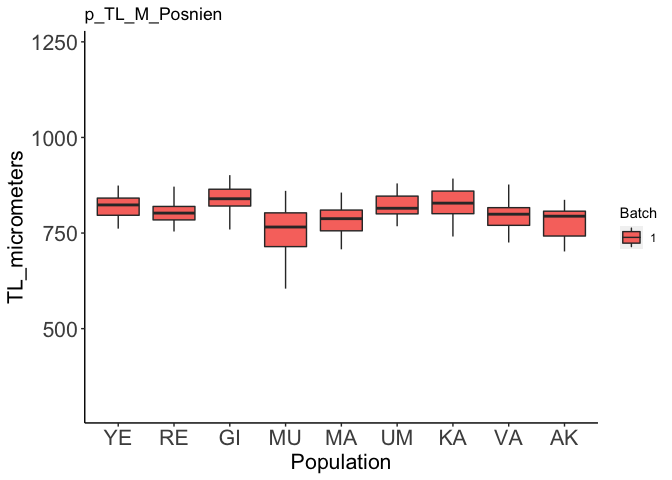 p_TL_M_Posnien
1250
1000
750
500
TL_micrometers
YE RE GI MU MA UM KA VA AK
Population
Batch
1